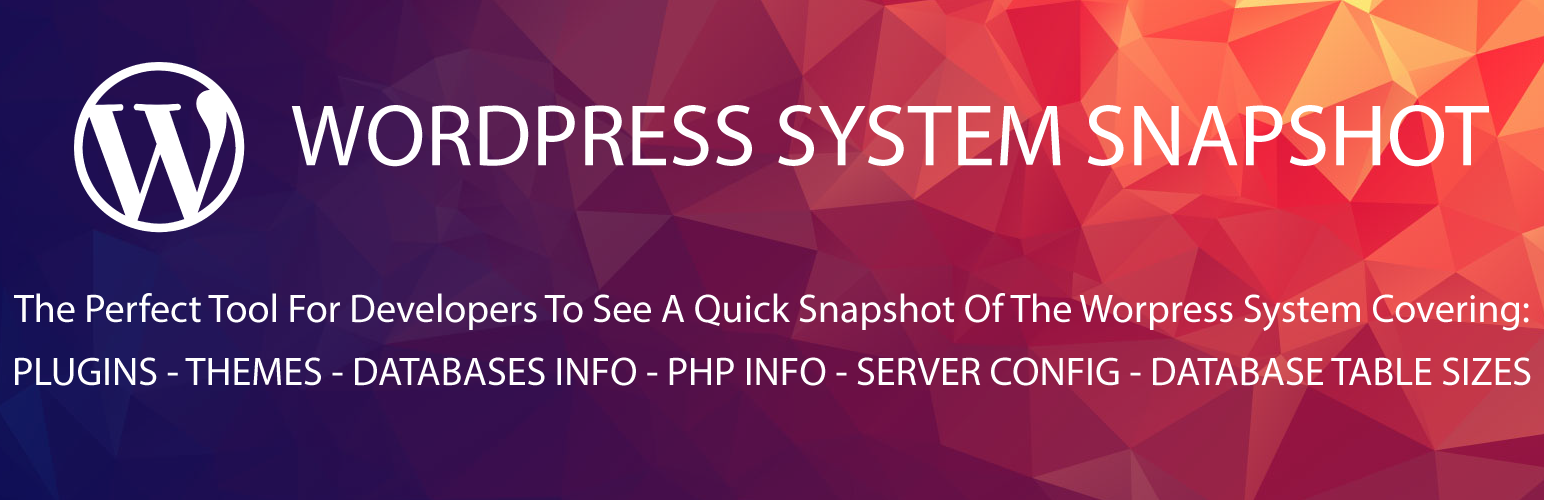 WORDPRESS SYSTEM SNAPSHOT
The Perfect Tool For Developers To See A Quick Snapshot Of The Worpress System Covering:
PLUGINS - THEMES - DATABASES INFO - PHP INFO - SERVER CONFIG - DATABASE TABLE SIZES